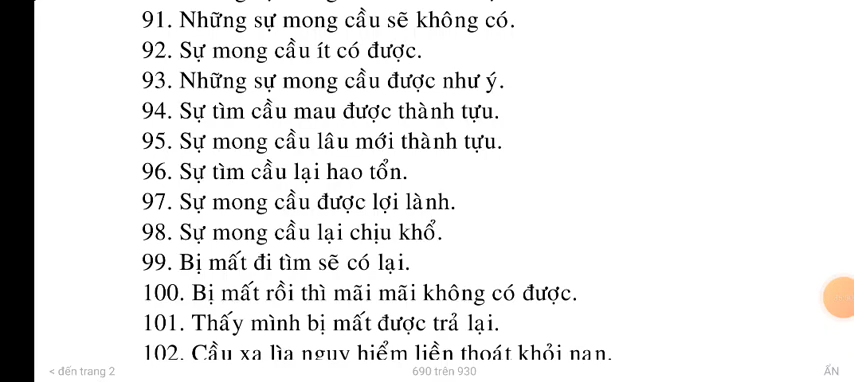 91. Những sự mong cầu sẽ không có.
92. Sự mong cầu ít có được.
93. Những sự mong cầu được như ý.
94. Sự tìm cầu mau được thành tựu.
95. Sự mong cầu lâu mới thành tựu.
96. Sự tìm cầu lại hao tổn.
97. Sự mong cầu được lợi lành.
98. Sự mong cầu lại chịu khổ.
99. Bị mất đi tìm sẽ có lại.
100. Bị mất rồi thì mãi mãi không có được.
101. Thấy mình bị mất được trả lại.
102. Cầu xa lìa nguy hiểm liền thoát khỏi nạn.
< đến trang 2 690 trên 930 ẨN